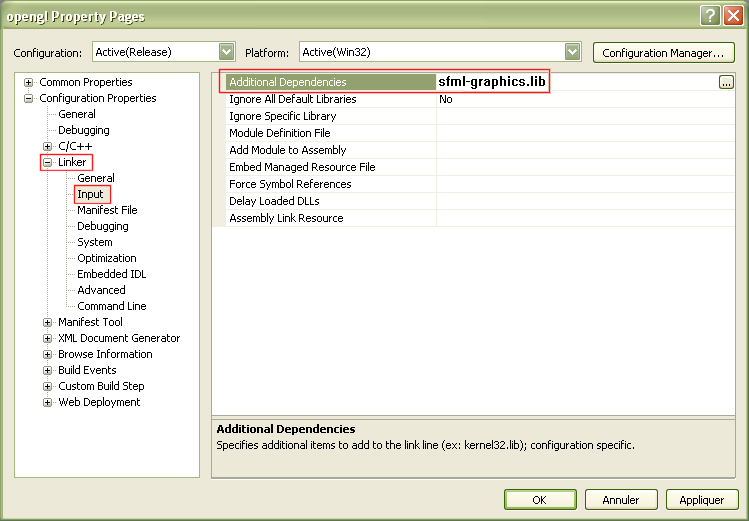 opengl Property Pages
Configuration: Active(Release) Platform: Active(Win32) Configuration Manager...
Common Properties
Configuration Properties
General
Debugging
C/C++
Linker
General
Input
Manifest File
Debugging
System
Optimization
Embedded IDL
Advanced
Command Line
Manifest Tool
XML Document Generator
Browse Information
Build Events
Custom Build Step
Web Deployment
Additional Dependencies sfml-graphics.lib ...
Ignore All Default Libraries No
Ignore Specific Library
Module Definition File
Add Module to Assembly
Embed Managed Resource File
Force Symbol References
Delay Loaded DLLs
Assembly Link Resource
Additional Dependencies
Specifies additional items to add to the link line (ex: kernel32.lib); configuration specific.
OK Annuler Appliquer